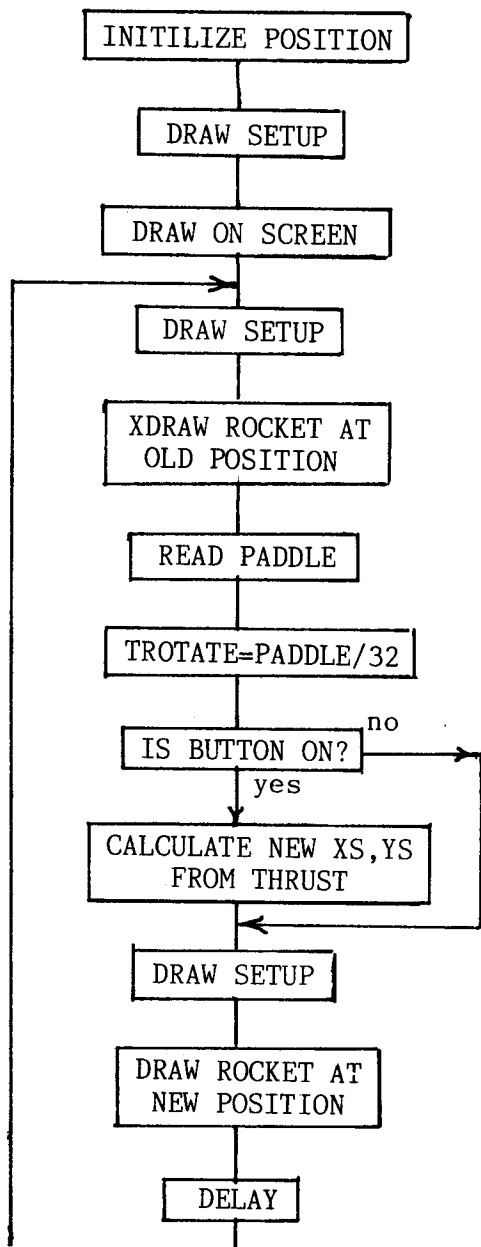 INITILIZE POSITION
DRAW SETUP
DRAW ON SCREEN
DRAW SETUP
XDRAW ROCKET AT
OLD POSITION
READ PADDLE
TROTATE=PADDLE/32
IS BUTTON ON?
no
yes
CALCULATE NEW XS,YS
FROM THRUST
DRAW SETUP
DRAW ROCKET AT
NEW POSITION
DELAY